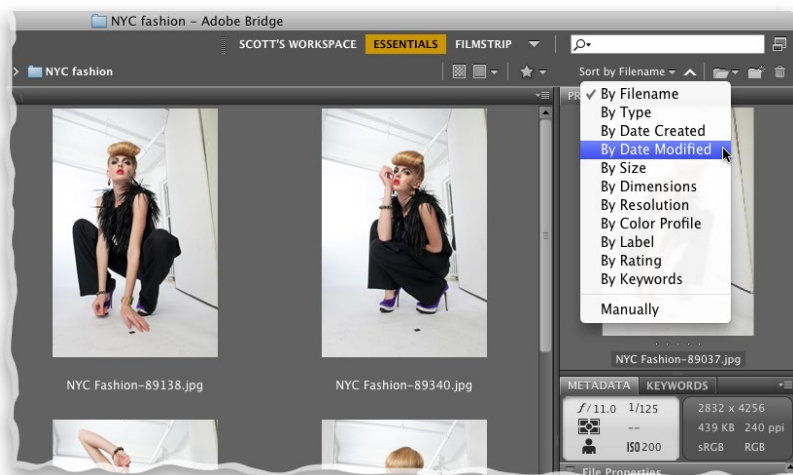 NYC fashion – Adobe Bridge
SCOTT'S WORKSPACE ESSENTIALS FILMSTRIP
NYC fashion
Sort by Filename
By Filename
By Type
By Date Created
By Date Modified
By Size
By Dimensions
By Resolution
By Color Profile
By Label
By Rating
By Keywords
Manually
NYC Fashion-89138.jpg
NYC Fashion-89340.jpg
NYC Fashion-89037.jpg
METADATA KEYWORDS
f/11.0 1/125
--
ISO200
2832 x 4256
439 KB 240 ppi
sRGB RGB
File Properties